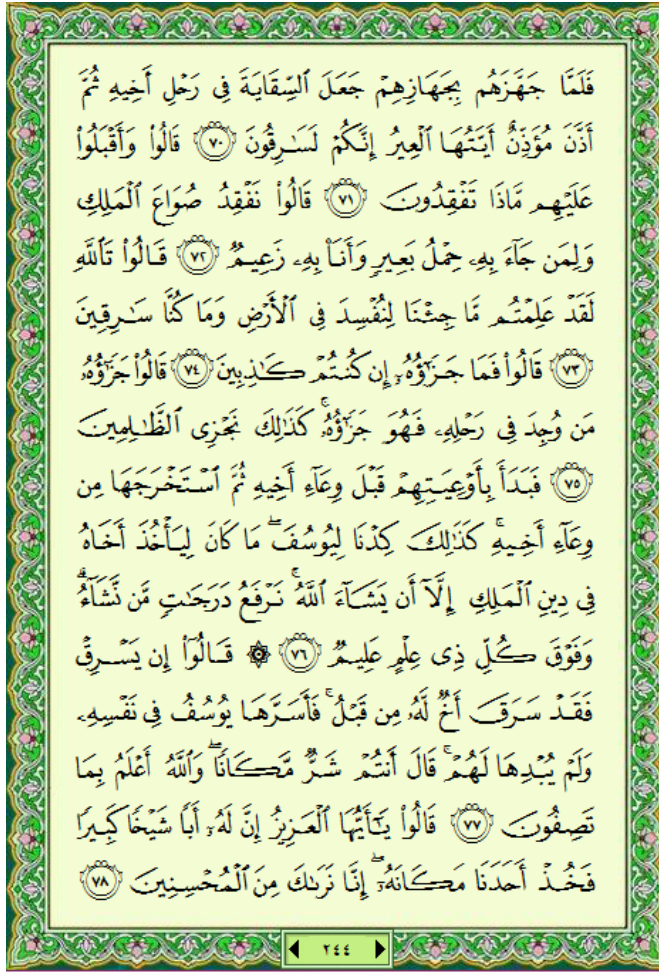 فَلَمَّا جَهَّزَهُم بِجَهَازِهِمْ جَعَلَ ٱلسِّقَايَةَ فِى رَحْلِ أَخِيهِ ثُمَّ
أَذَّنَ مُؤَذِّنٌ أَيَّتُهَا ٱلْعِيرُ إِنَّكُمْ لَسَـٰرِقُونَ ﴿٧٠﴾ قَالُوا۟ وَأَقْبَلُوا۟
عَلَيْهِم مَّاذَا تَفْقِدُونَ ﴿٧١﴾ قَالُوا۟ نَفْقِدُ صُوَاعَ ٱلْمَلِكِ
وَلِمَن جَآءَ بِهِۦ حِمْلُ بَعِيرٍ وَأَنَا۠ بِهِۦ زَعِيمٌ ﴿٧٢﴾ قَالُوا۟ تَٱللَّهِ
لَقَدْ عَلِمْتُم مَّا جِئْنَا لِنُفْسِدَ فِى ٱلْأَرْضِ وَمَا كُنَّا سَـٰرِقِينَ
﴿٧٣﴾ قَالُوا۟ فَمَا جَزَٰٓؤُهُۥٓ إِن كُنتُمْ كَـٰذِبِينَ ﴿٧٤﴾ قَالُوا۟ جَزَٰٓؤُهُۥ
مَن وُجِدَ فِى رَحْلِهِۦ فَهُوَ جَزَٰٓؤُهُۥ ۚ كَذَٰلِكَ نَجْزِى ٱلظَّـٰلِمِينَ
﴿٧٥﴾ فَبَدَأَ بِأَوْعِيَتِهِمْ قَبْلَ وِعَآءِ أَخِيهِ ثُمَّ ٱسْتَخْرَجَهَا مِن
وِعَآءِ أَخِيهِ ۚ كَذَٰلِكَ كِدْنَا لِيُوسُفَ ۖ مَا كَانَ لِيَأْخُذَ أَخَاهُ
فِى دِينِ ٱلْمَلِكِ إِلَّآ أَن يَشَآءَ ٱللَّهُ ۚ نَرْفَعُ دَرَجَـٰتٍ مَّن نَّشَآءُ ۗ
وَفَوْقَ كُلِّ ذِى عِلْمٍ عَلِيمٌ ﴿٧٦﴾ ۞ قَالُوٓا۟ إِن يَسْرِقْ
فَقَدْ سَرَقَ أَخٌ لَّهُۥ مِن قَبْلُ ۚ فَأَسَرَّهَا يُوسُفُ فِى نَفْسِهِۦ
وَلَمْ يُبْدِهَا لَهُمْ ۚ قَالَ أَنتُمْ شَرٌّ مَّكَانًا ۖ وَٱللَّهُ أَعْلَمُ بِمَا
تَصِفُونَ ﴿٧٧﴾ قَالُوا۟ يَـٰٓأَيُّهَا ٱلْعَزِيزُ إِنَّ لَهُۥٓ أَبًا شَيْخًا كَبِيرًا
فَخُذْ أَحَدَنَا مَكَانَهُۥٓ ۖ إِنَّا نَرَىٰكَ مِنَ ٱلْمُحْسِنِينَ ﴿٧٨﴾
٢٤٤